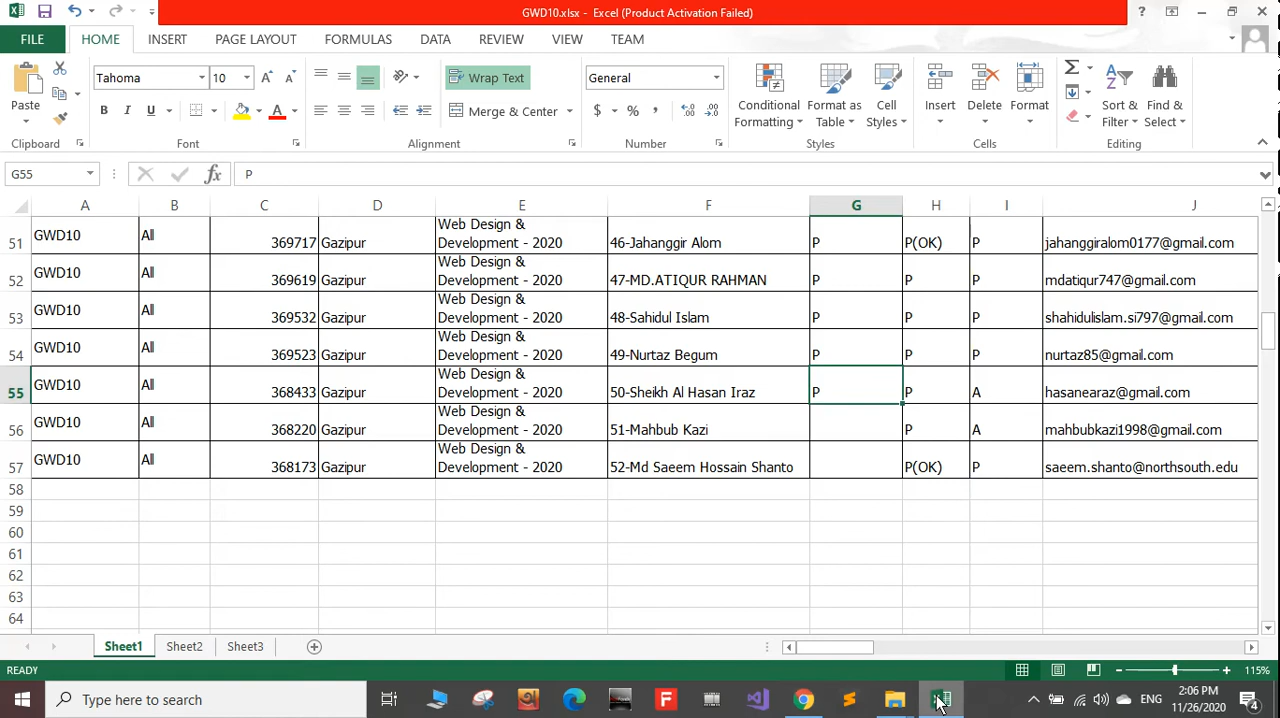 GWD10.xlsx - Excel (Product Activation Failed)
FILE HOME INSERT PAGE LAYOUT FORMULAS DATA REVIEW VIEW TEAM
Tahoma 10 Wrap Text General
Paste B I U Merge & Center $ % Conditional Formatting Format as Table Cell Styles Insert Delete Format Sort & Filter Find & Select
Clipboard Font Alignment Number Styles Cells Editing
G55 fx P
A B C D E F G H I J
51 GWD10 All 369717 Gazipur Web Design & Development - 2020 46-Jahanggir Alom P P(OK) P jahanggiralom0177@gmail.com
52 GWD10 All 369619 Gazipur Web Design & Development - 2020 47-MD.ATIQUR RAHMAN P P P mdatiqur747@gmail.com
53 GWD10 All 369532 Gazipur Web Design & Development - 2020 48-Sahidul Islam P P P shahidulislam.si797@gmail.com
54 GWD10 All 369523 Gazipur Web Design & Development - 2020 49-Nurtaz Begum P P P nurtaz85@gmail.com
55 GWD10 All 368433 Gazipur Web Design & Development - 2020 50-Sheikh Al Hasan Iraz P P A hasanearaz@gmail.com
56 GWD10 All 368220 Gazipur Web Design & Development - 2020 51-Mahbub Kazi P A mahbubkazi1998@gmail.com
57 GWD10 All 368173 Gazipur Web Design & Development - 2020 52-Md Saeem Hossain Shanto P(OK) P saeem.shanto@northsouth.edu
58
59
60
61
62
63
64
Sheet1 Sheet2 Sheet3
READY 115%
Type here to search ENG 2:06 PM
11/26/2020 4